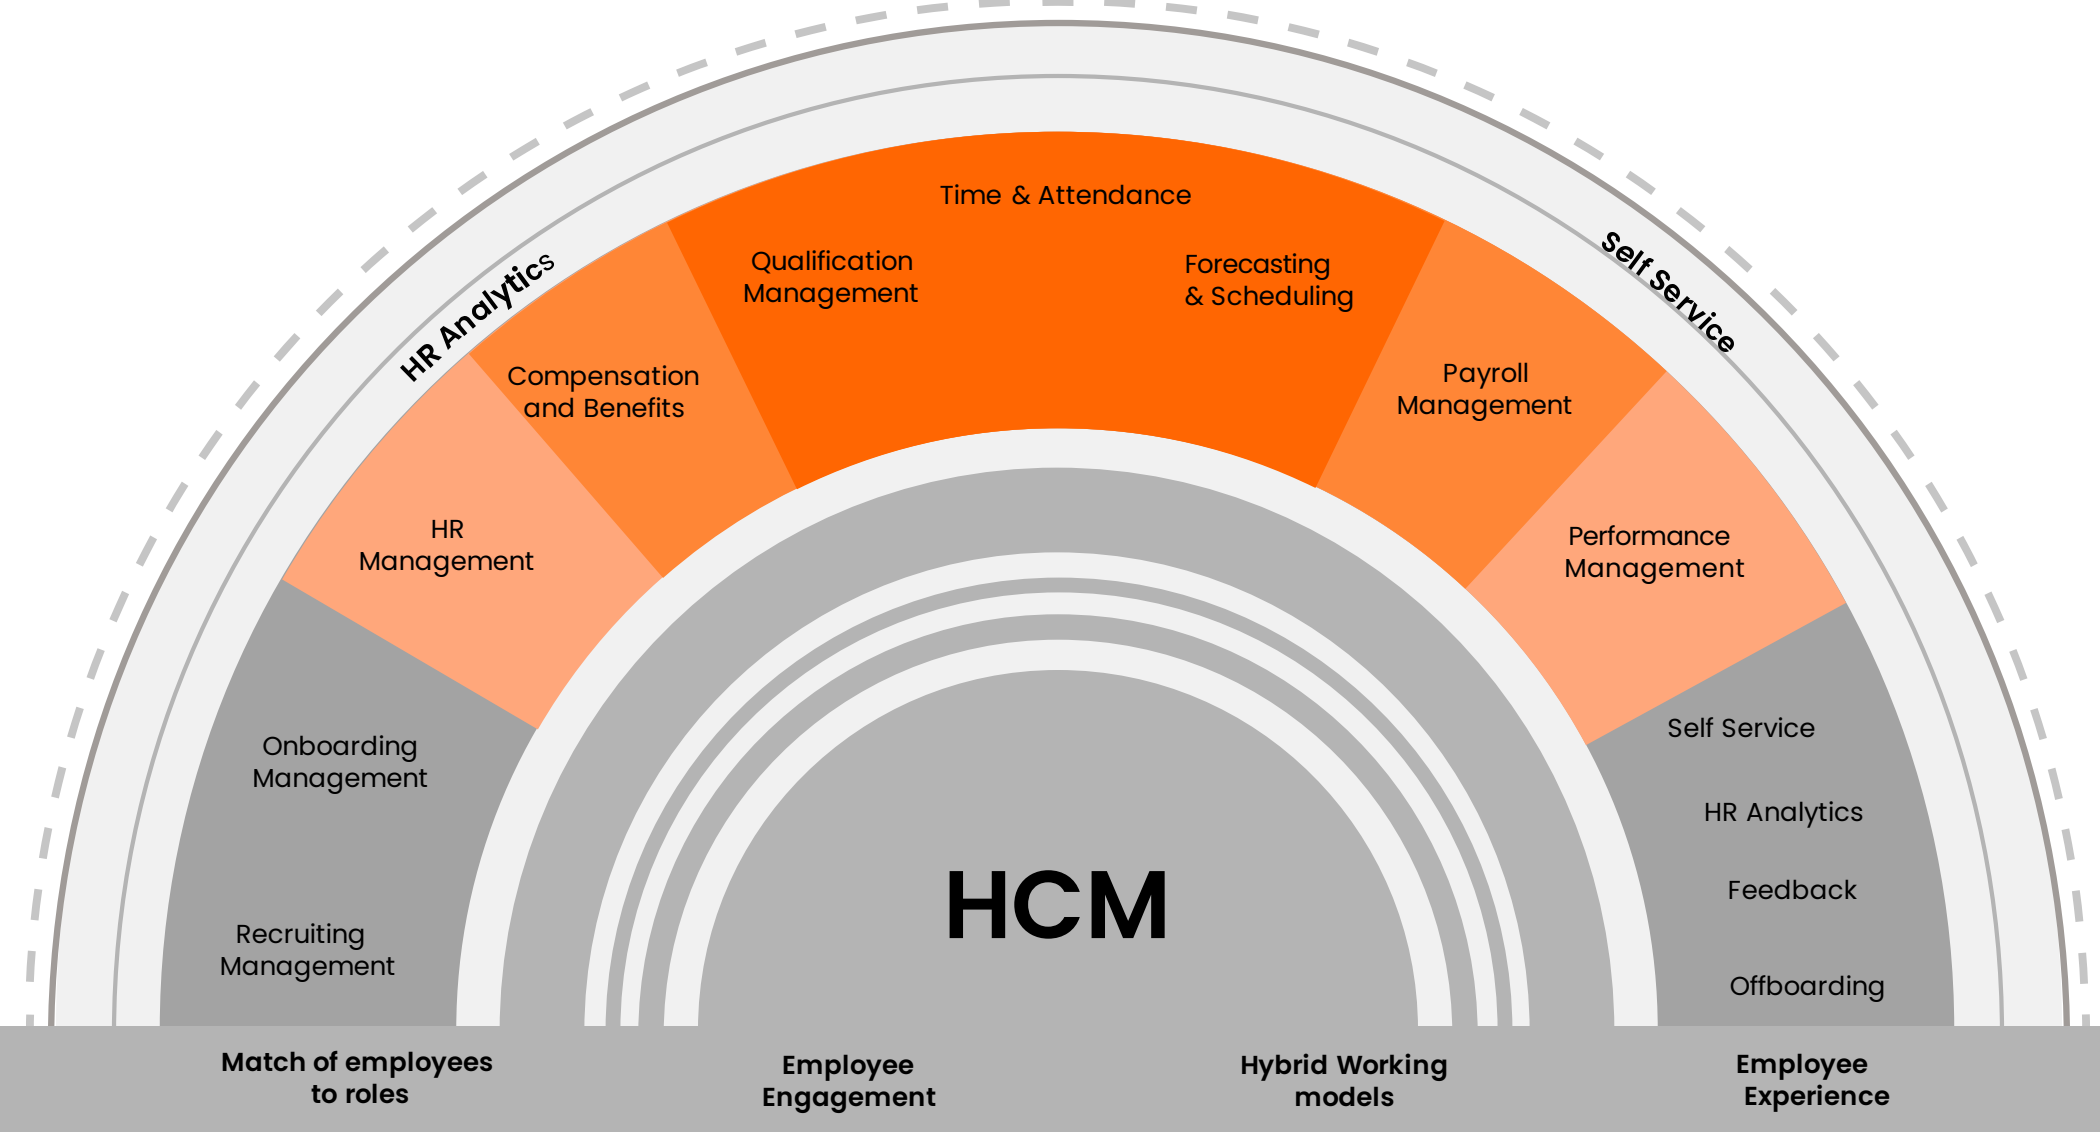 Time & Attendance
Qualification
Management
Forecasting
& Scheduling
HR Analytics
Self Service
Compensation
and Benefits
Payroll
Management
HR
Management
Performance
Management
Onboarding
Management
Self Service
HR Analytics
Feedback
Recruiting
Management
Offboarding
HCM
Match of employees
to roles
Employee
Engagement
Hybrid Working
models
Employee
Experience